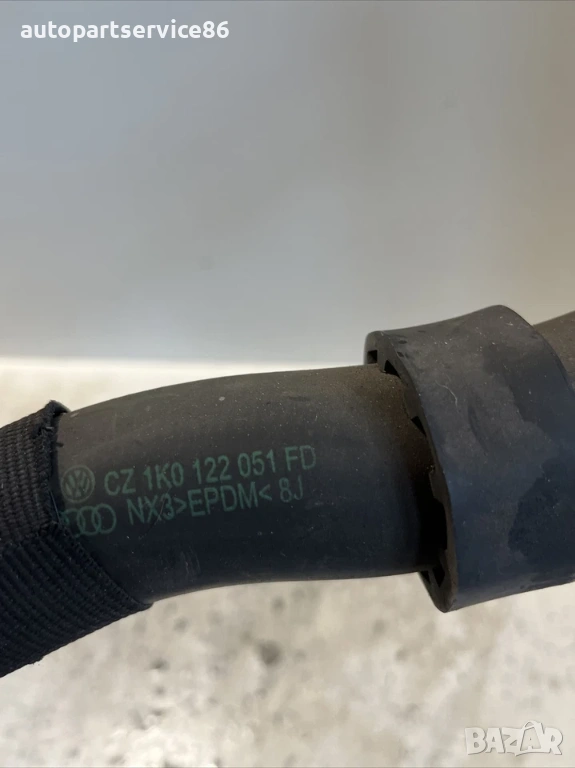 autopartservice86
CZ 1K0 122 051 FD
NX3>EPDM< 8J
BAZAR